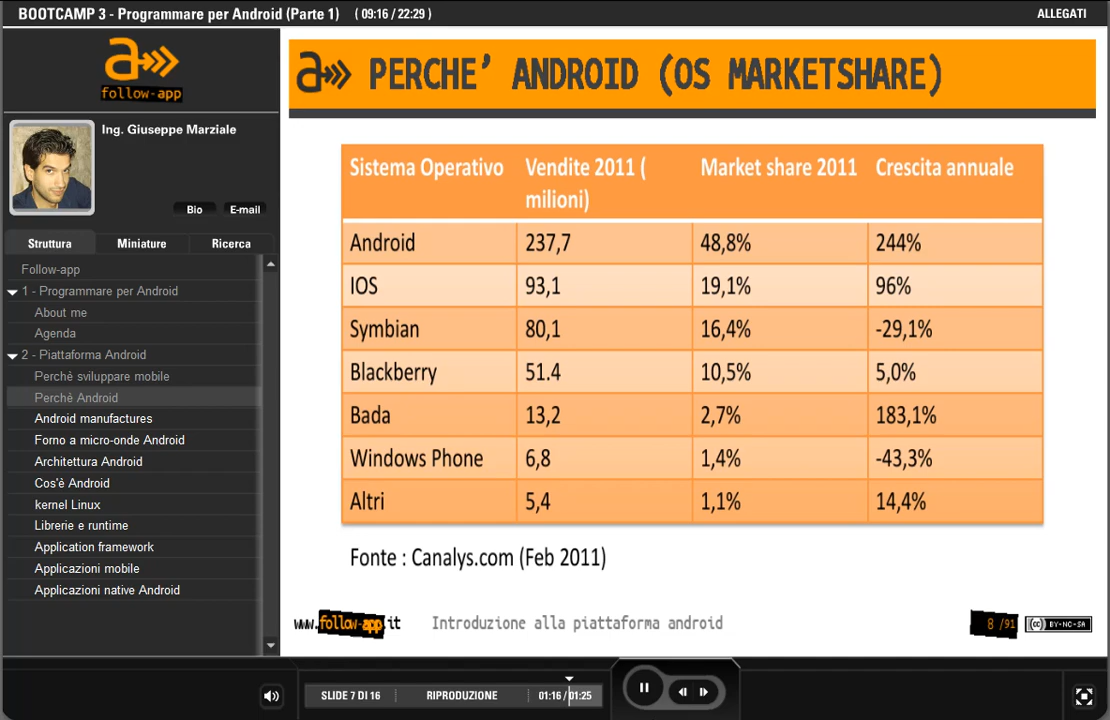 BOOTCAMP 3 - Programmare per Android (Parte 1) ( 09:16 / 22:29 )
ALLEGATI
a
follow-app
Ing. Giuseppe Marziale
Bio
E-mail
Struttura
Miniature
Ricerca
Follow-app
1 - Programmare per Android
About me
Agenda
2 - Piattaforma Android
Perchè sviluppare mobile
Perchè Android
Android manufactures
Forno a micro-onde Android
Architettura Android
Cos'è Android
kernel Linux
Librerie e runtime
Application framework
Applicazioni mobile
Applicazioni native Android
a PERCHE' ANDROID (OS MARKETSHARE)
Sistema Operativo Vendite 2011 ( milioni) Market share 2011 Crescita annuale
Android 237,7 48,8% 244%
IOS 93,1 19,1% 96%
Symbian 80,1 16,4% -29,1%
Blackberry 51.4 10,5% 5,0%
Bada 13,2 2,7% 183,1%
Windows Phone 6,8 1,4% -43,3%
Altri 5,4 1,1% 14,4%
Fonte : Canalys.com (Feb 2011)
www.follow-app.it Introduzione alla piattaforma android 8 /91 (cc) BY-NC-SA
SLIDE 7 DI 16 RIPRODUZIONE 01:16 / 01:25